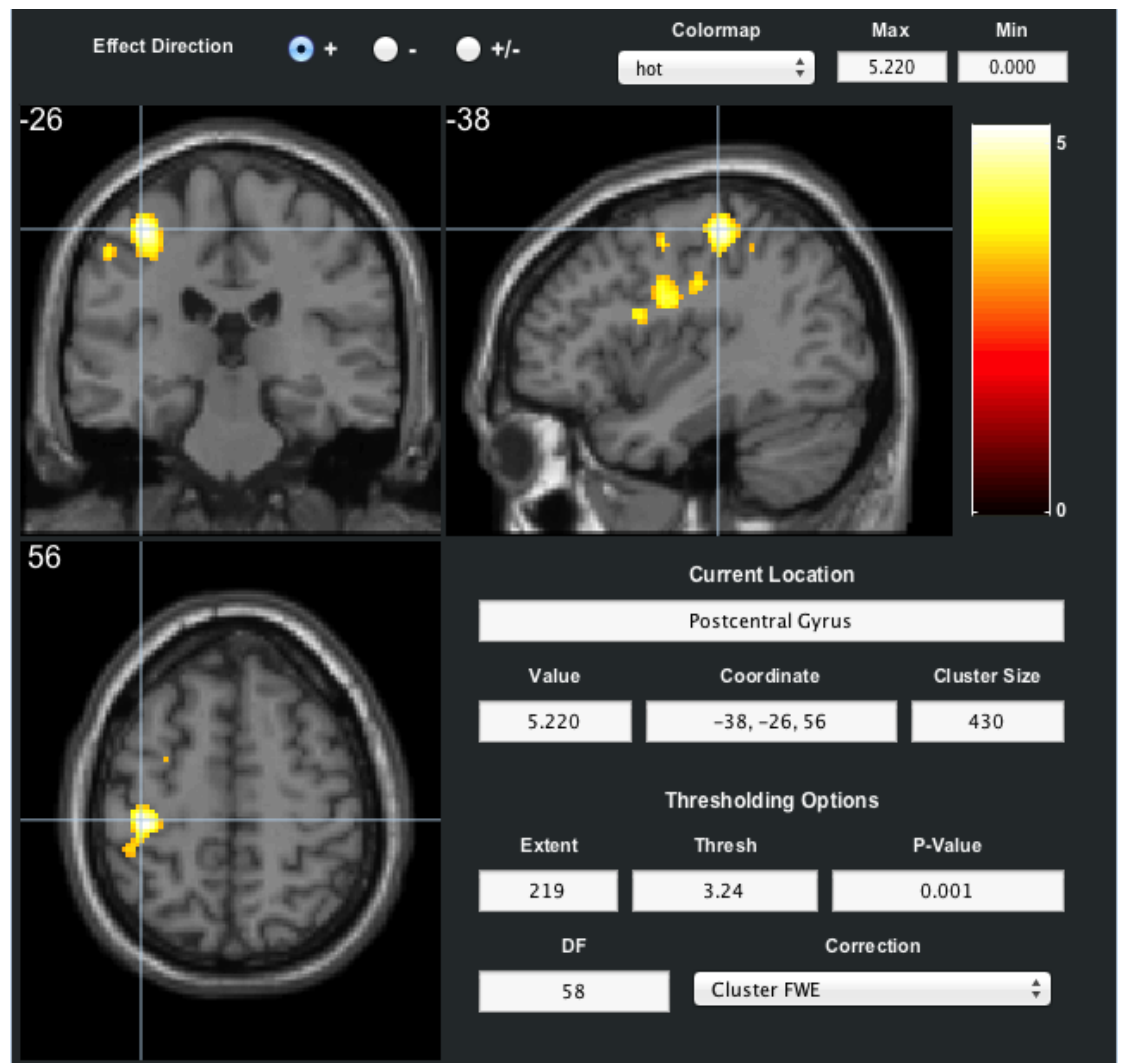 Colormap Max Min
Effect Direction + - +/-
hot 5.220 0.000
-26 -38
5
0
56
Current Location
Postcentral Gyrus
Value Coordinate Cluster Size
5.220 -38, -26, 56 430
Thresholding Options
Extent Thresh P-Value
219 3.24 0.001
DF Correction
58 Cluster FWE